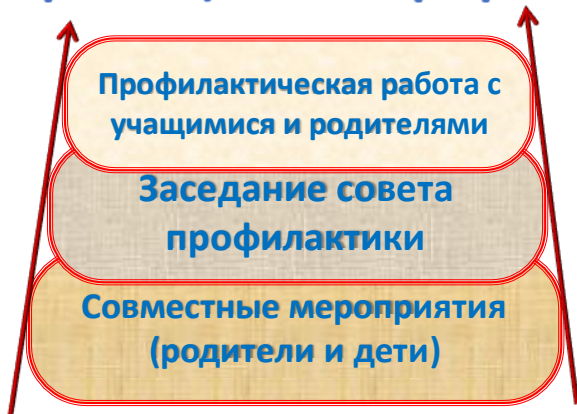 Профилактическая работа с
учащимися и родителями
Заседание совета
профилактики
Совместные мероприятия
(родители и дети)